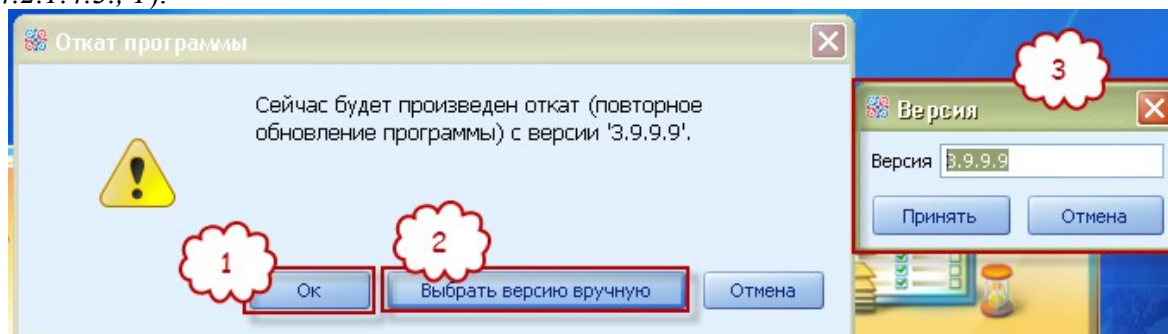 Откат программы
Сейчас будет произведен откат (повторное
обновление программы) с версии '3.9.9.9'.
1
Ок
2
Выбрать версию вручную
Отмена
3
Версия
Версия 3.9.9.9
Принять
Отмена